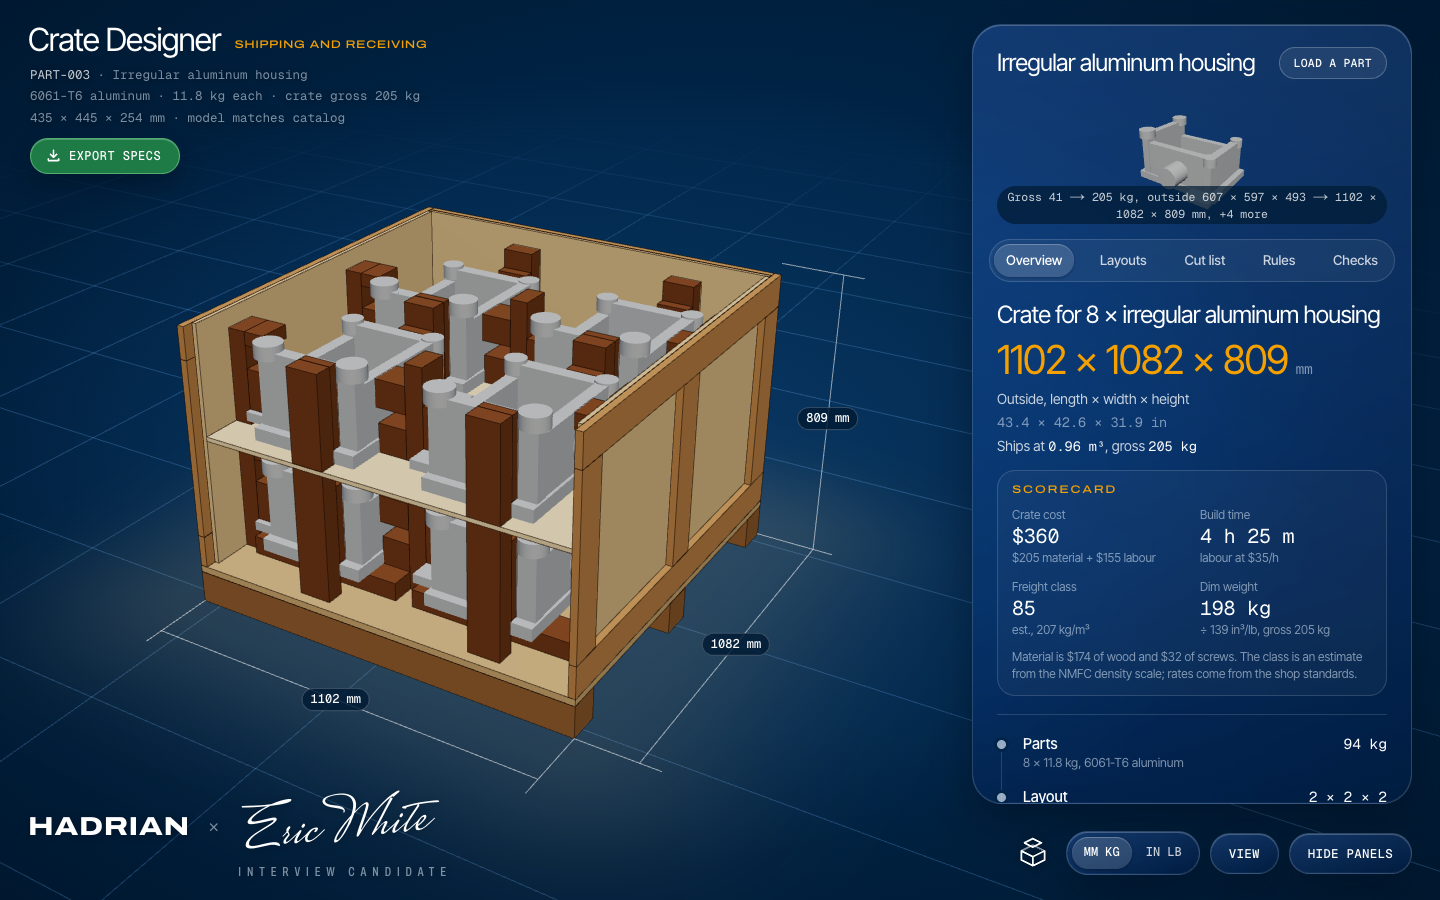 Crate Designer SHIPPING AND RECEIVING
PART-003 · Irregular aluminum housing
6061-T6 aluminum · 11.8 kg each · crate gross 205 kg
435 × 445 × 254 mm · model matches catalog
EXPORT SPECS
Irregular aluminum housing
LOAD A PART
Gross 41 → 205 kg, outside 607 × 597 × 493 → 1102 ×
1082 × 809 mm, +4 more
Overview Layouts Cut list Rules Checks
Crate for 8 × irregular aluminum housing
1102 × 1082 × 809 mm
Outside, length × width × height
43.4 × 42.6 × 31.9 in
Ships at 0.96 m³, gross 205 kg
SCORECARD
Crate cost
$360
$205 material + $155 labour
Build time
4 h 25 m
labour at $35/h
Freight class
85
est., 207 kg/m³
Dim weight
198 kg
÷ 139 in³/lb, gross 205 kg
Material is $174 of wood and $32 of screws. The class is an estimate
from the NMFC density scale; rates come from the shop standards.
Parts 94 kg
8 × 11.8 kg, 6061-T6 aluminum
Layout 2 × 2 × 2
809 mm
1082 mm
1102 mm
HADRIAN × Eric White
INTERVIEW CANDIDATE
MM KG IN LB
VIEW
HIDE PANELS